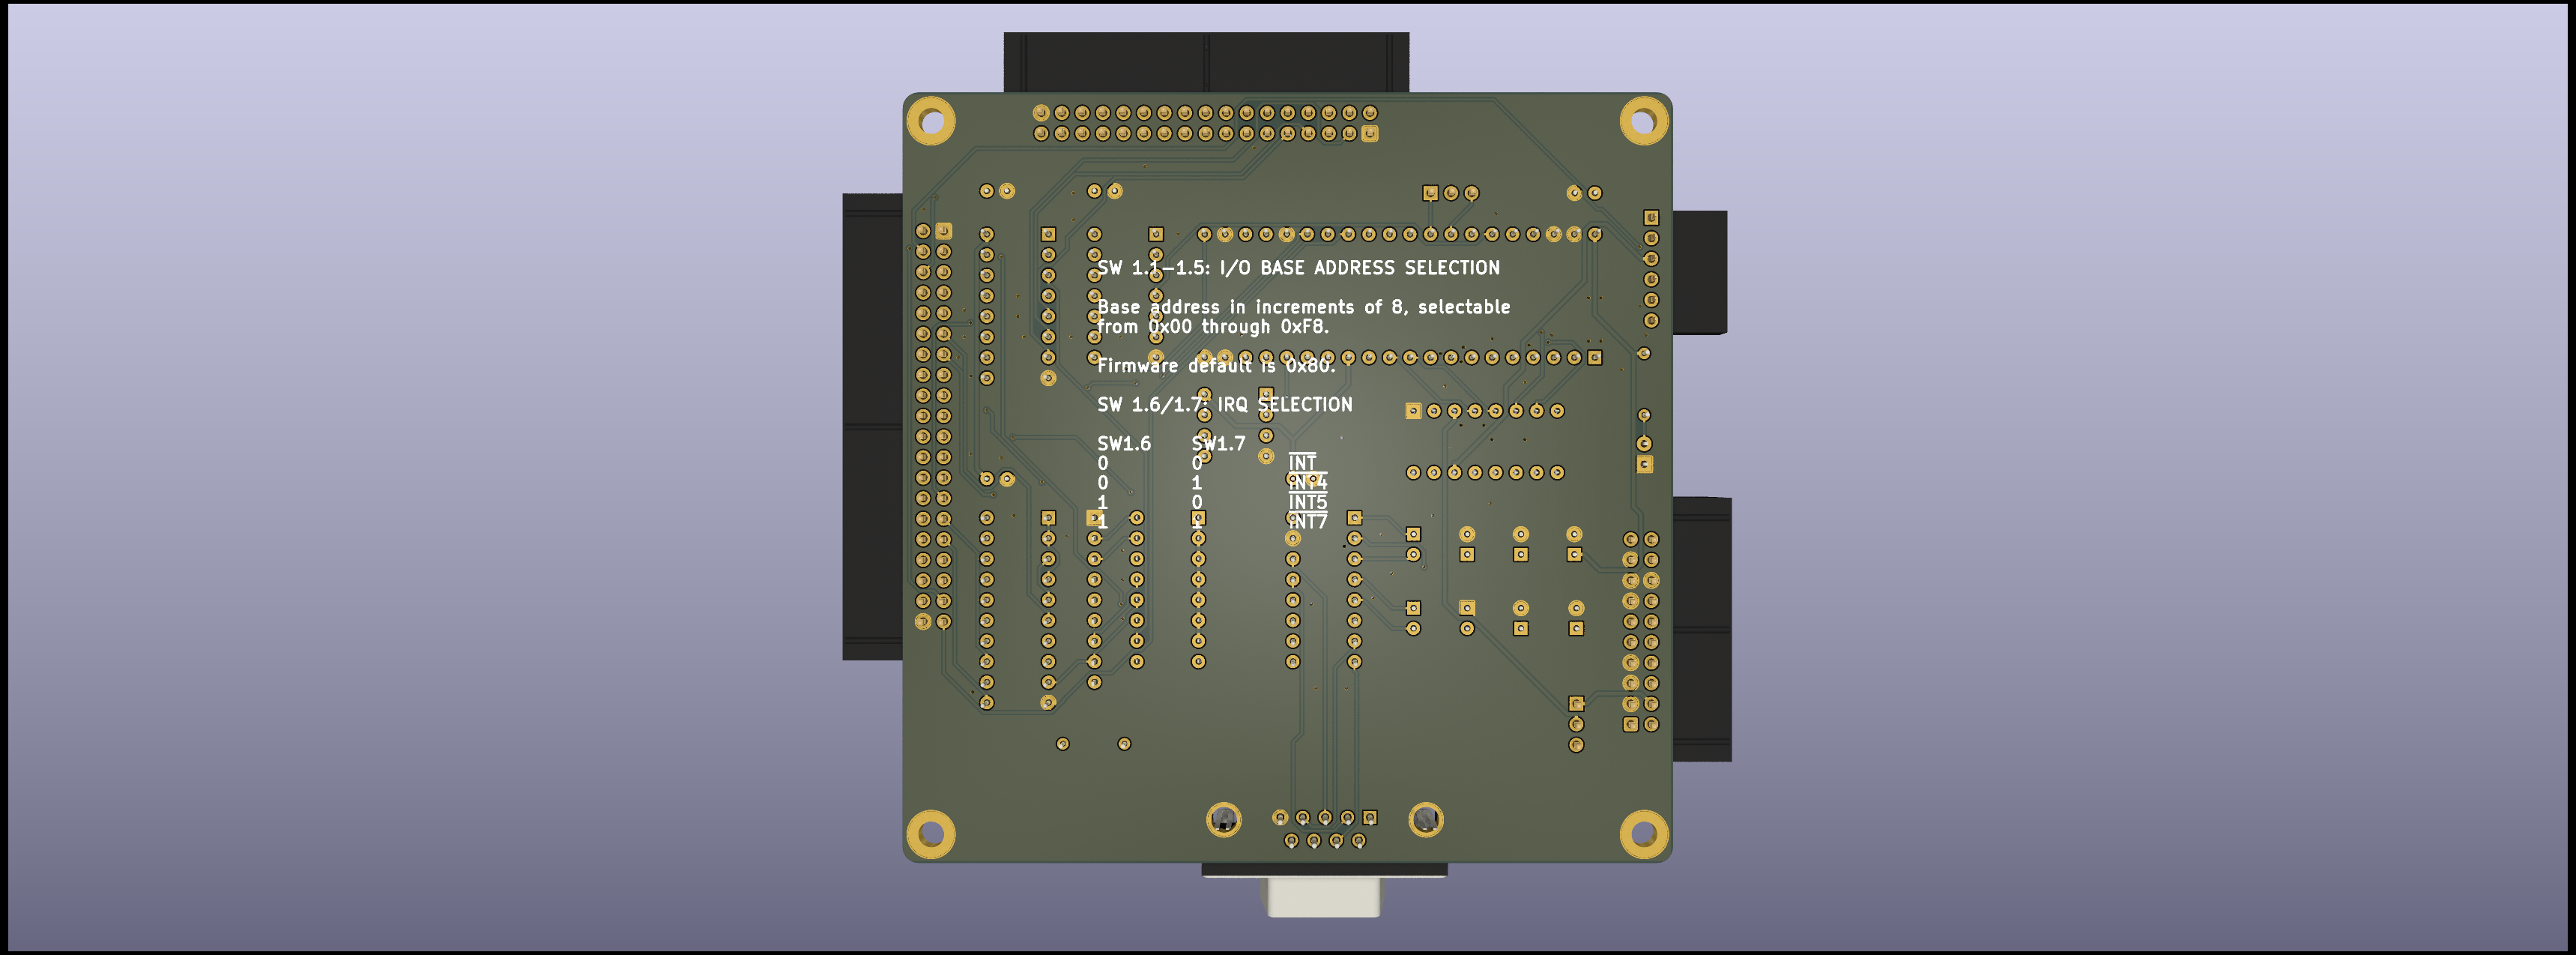 SW 1.1-1.5: I/O BASE ADDRESS SELECTION
Base address in increments of 8, selectable
from 0x00 through 0xF8.
Firmware default is 0x80.
SW 1.6/1.7: IRQ SELECTION
SW1.6 SW1.7
0 0 INT
0 1 INT4
1 0 INT5
1 1 INT7